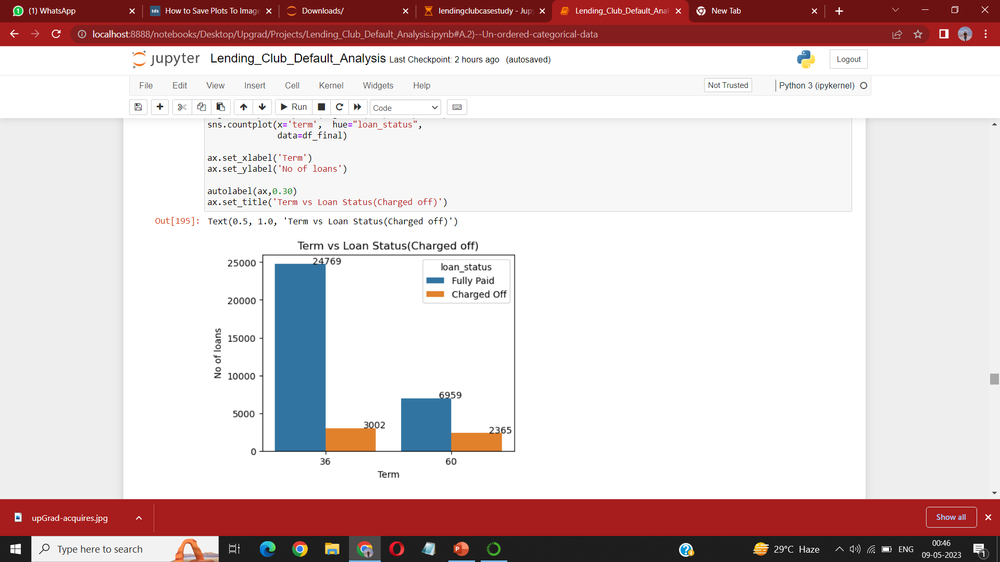 (1) WhatsApp
tds How to Save Plots To Image
Downloads/
lendingclubcasestudy - Jup
Lending_Club_Default_Anal
New Tab
localhost:8888/notebooks/Desktop/Upgrad/Projects/Lending_Club_Default_Analysis.ipynb#A.2)--Un-ordered-categorical-data
jupyter Lending_Club_Default_Analysis Last Checkpoint: 2 hours ago (autosaved)
Logout
File Edit View Insert Cell Kernel Widgets Help
Not Trusted
Python 3 (ipykernel)
Run
Code
sns.countplot(x='term', hue="loan_status",
data=df_final)
ax.set_xlabel('Term')
ax.set_ylabel('No of loans')
autolabel(ax,0.30)
ax.set_title('Term vs Loan Status(Charged off)')
Out[195]: Text(0.5, 1.0, 'Term vs Loan Status(Charged off)')
Term vs Loan Status(Charged off)
24769
25000
loan_status
Fully Paid
Charged Off
20000
15000
No of loans
10000
6959
5000
3002
2365
0
36
60
Term
upGrad-acquires.jpg
Show all
Type here to search
29°C Haze
ENG
00:46
09-05-2023
1